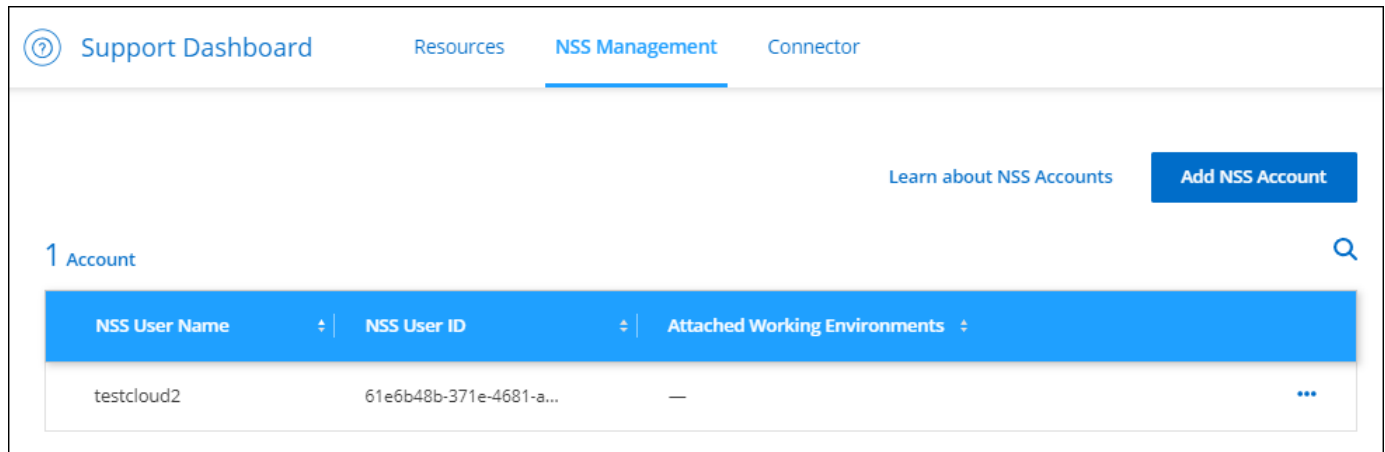 Support Dashboard Resources NSS Management Connector
Learn about NSS Accounts Add NSS Account
1 Account
NSS User Name NSS User ID Attached Working Environments
testcloud2 61e6b48b-371e-4681-a... —